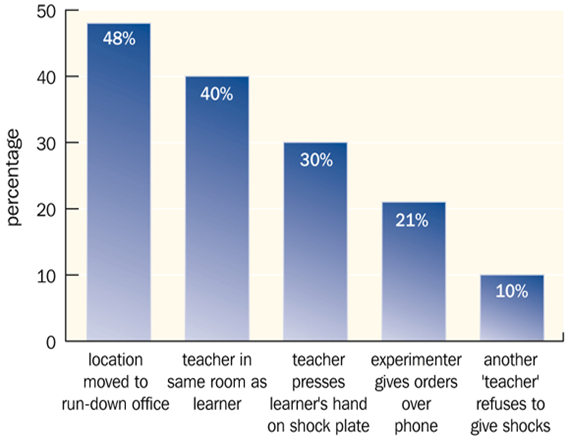 percentage
50
40
30
20
10
0
48%
40%
30%
21%
10%
location
moved to
run-down office
teacher in
same room as
learner
teacher
presses
learner's hand
on shock plate
experimenter
gives orders
over
phone
another
'teacher'
refuses to
give shocks